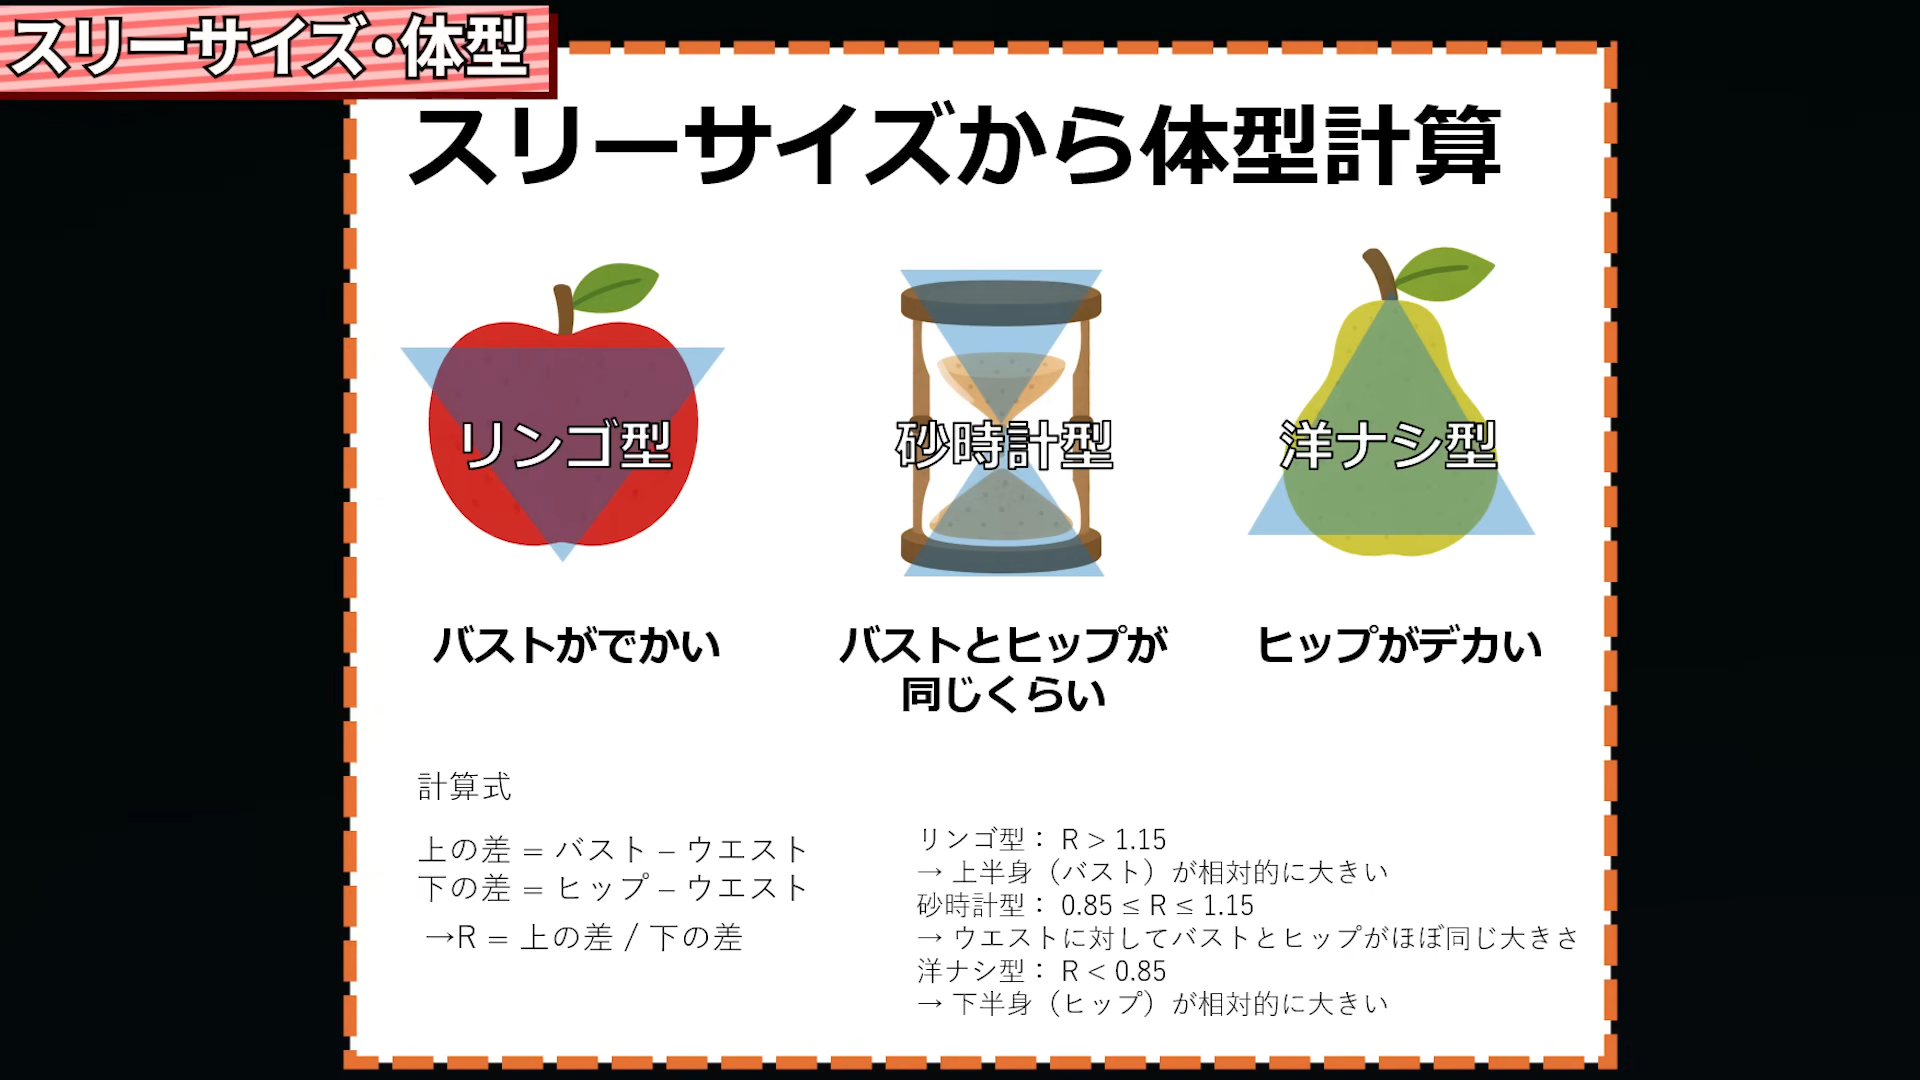 スリーサイズ・体型
スリーサイズから体型計算
リンゴ型
砂時計型
洋ナシ型
バストがでかい
バストとヒップが
同じくらい
ヒップがデカい
計算式
上の差 = バスト – ウエスト
下の差 = ヒップ – ウエスト
→R = 上の差 / 下の差
リンゴ型： R > 1.15
→ 上半身（バスト）が相対的に大きい
砂時計型： 0.85 ≤ R ≤ 1.15
→ ウエストに対してバストとヒップがほぼ同じ大きさ
洋ナシ型： R < 0.85
→ 下半身（ヒップ）が相対的に大きい